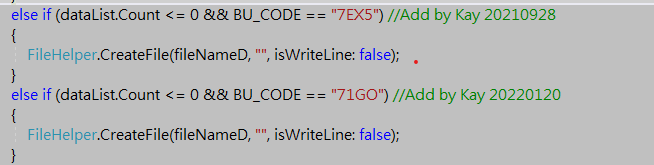 else if (dataList.Count <= 0 && BU_CODE == "7EX5") //Add by Kay 20210928
{
FileHelper.CreateFile(fileNameD, "", isWriteLine: false);
}
else if (dataList.Count <= 0 && BU_CODE == "71GO") //Add by Kay 20220120
{
FileHelper.CreateFile(fileNameD, "", isWriteLine: false);
}